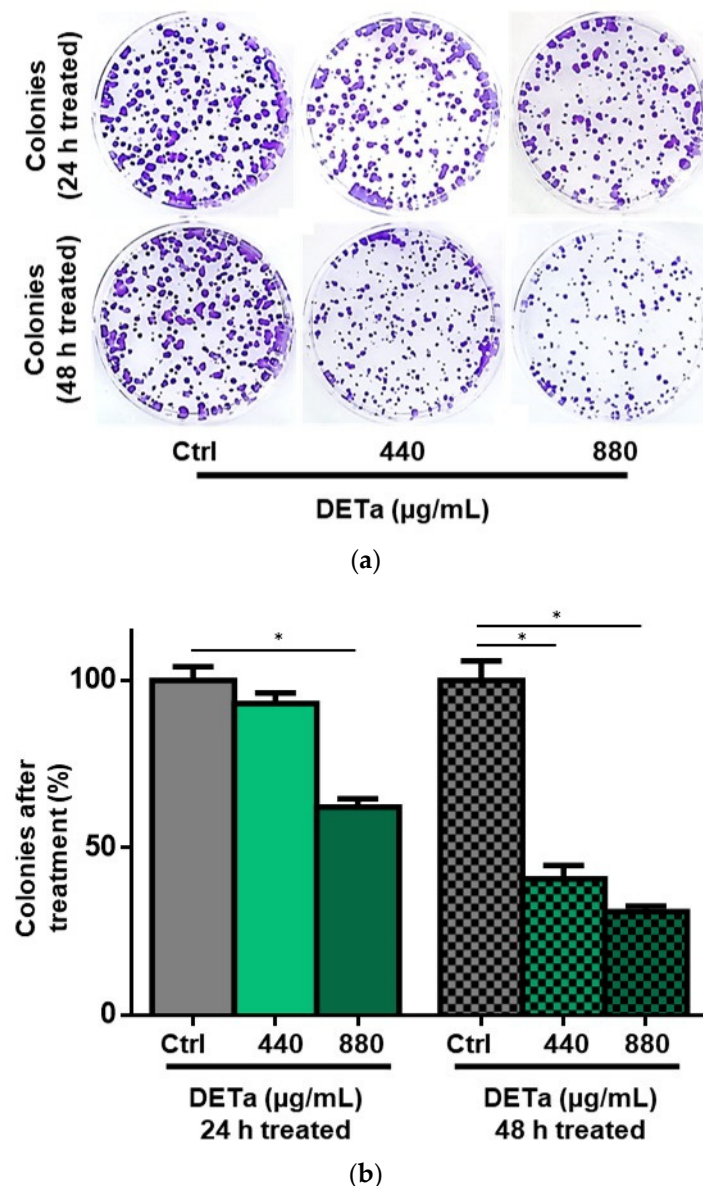 Colonies
(24 h treated)
Colonies
(48 h treated)
Ctrl 440 880
DETa (µg/mL)
(a)
* *
*
100
50
0
Colonies after
treatment (%)
Ctrl 440 880 Ctrl 440 880
DETa (µg/mL) DETa (µg/mL)
24 h treated 48 h treated
(b)